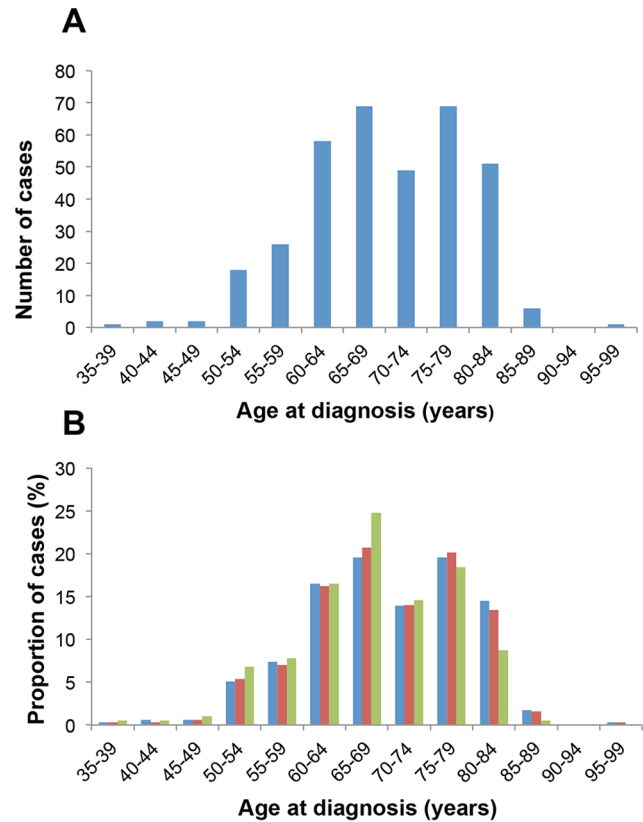 A
80
70
60
50
40
30
20
10
0
Number of cases
35-39 40-44 45-49 50-54 55-59 60-64 65-69 70-74 75-79 80-84 85-89 90-94 95-99
Age at diagnosis (years)
B
30
25
20
15
10
5
0
Proportion of cases (%)
35-39 40-44 45-49 50-54 55-59 60-64 65-69 70-74 75-79 80-84 85-89 90-94 95-99
Age at diagnosis (years)